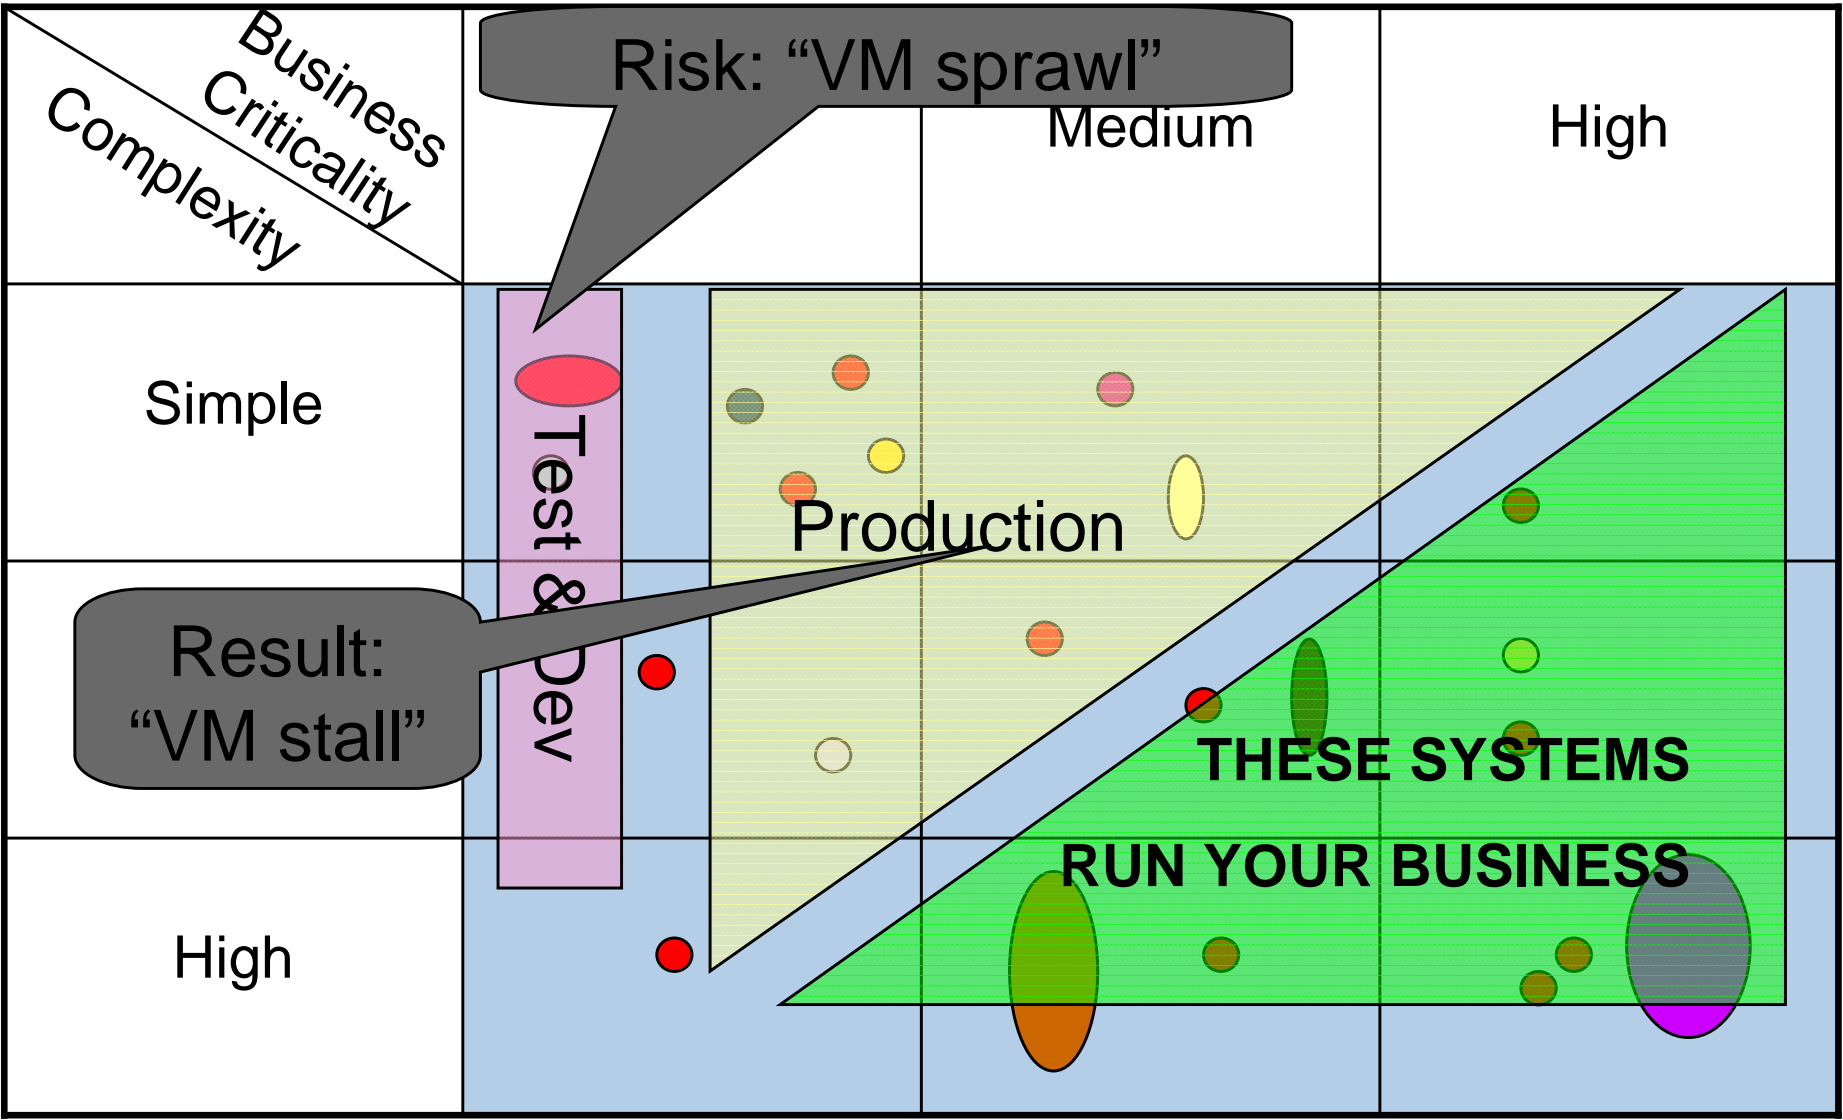 Business
Criticality
Complexity
Risk: “VM sprawl”
Medium
High
Simple
Test & Dev
Production
Result:
“VM stall”
THESE SYSTEMS
RUN YOUR BUSINESS
High